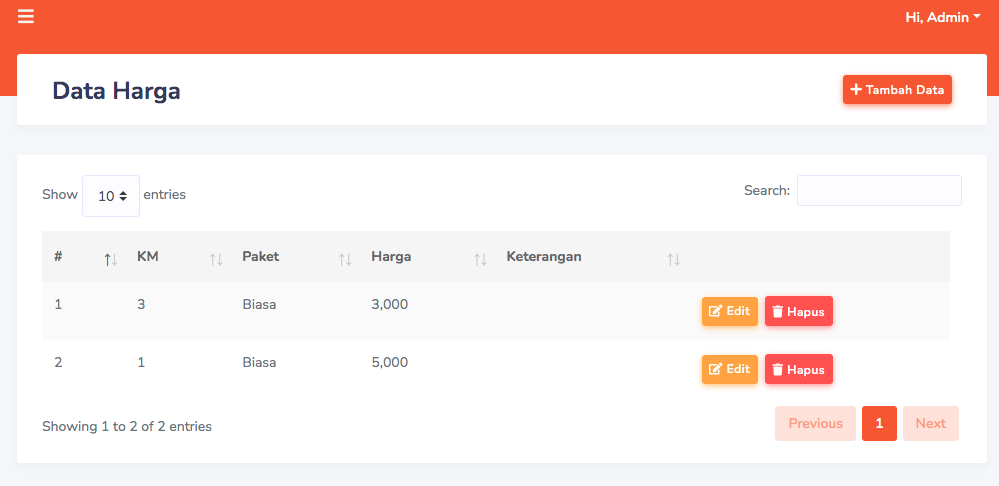 Hi, Admin
Data Harga
Tambah Data
Show 10 entries
Search:
# KM Paket Harga Keterangan
1 3 Biasa 3,000 Edit Hapus
2 1 Biasa 5,000 Edit Hapus
Showing 1 to 2 of 2 entries
Previous 1 Next